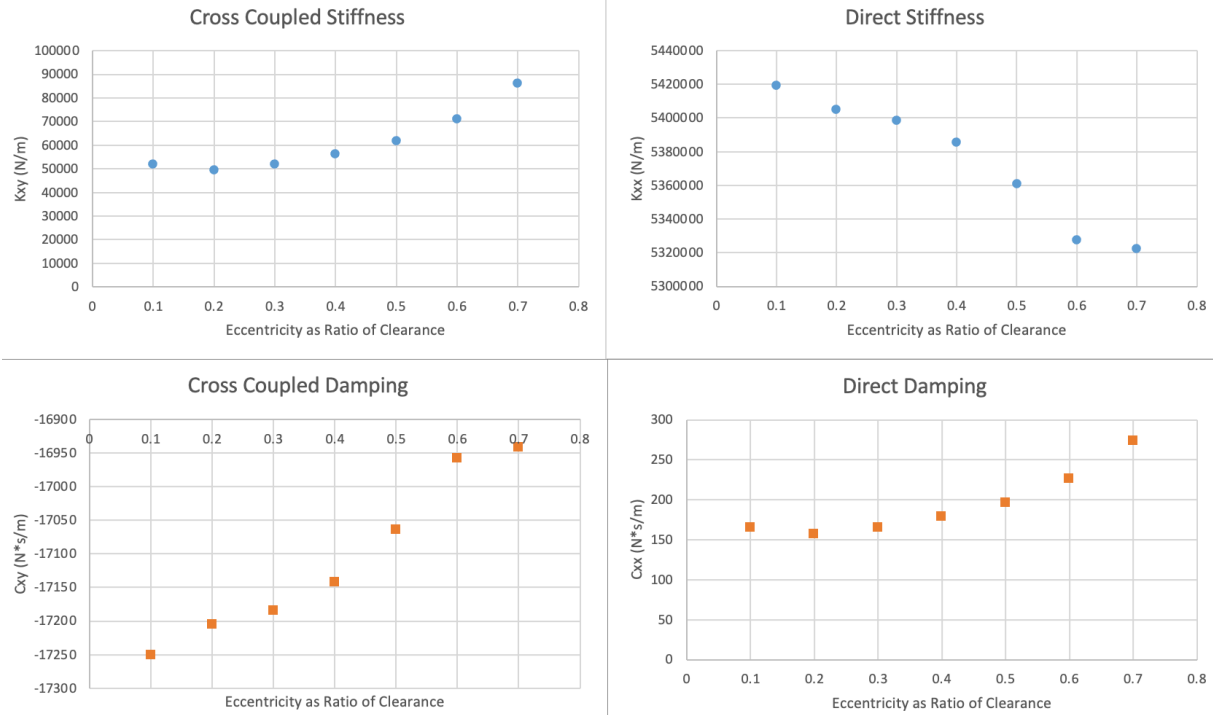 Cross Coupled Stiffness
Kxy (N/m)
100000
90000
80000
70000
60000
50000
40000
30000
20000
10000
0
0 0.1 0.2 0.3 0.4 0.5 0.6 0.7 0.8
Eccentricity as Ratio of Clearance
Direct Stiffness
Kxx (N/m)
5440000
5420000
5400000
5380000
5360000
5340000
5320000
5300000
0 0.1 0.2 0.3 0.4 0.5 0.6 0.7 0.8
Eccentricity as Ratio of Clearance
Cross Coupled Damping
Cxy (N*s/m)
-16900
0 0.1 0.2 0.3 0.4 0.5 0.6 0.7 0.8
-16950
-17000
-17050
-17100
-17150
-17200
-17250
-17300
Eccentricity as Ratio of Clearance
Direct Damping
Cxx (N*s/m)
300
250
200
150
100
50
0
0 0.1 0.2 0.3 0.4 0.5 0.6 0.7 0.8
Eccentricity as Ratio of Clearance